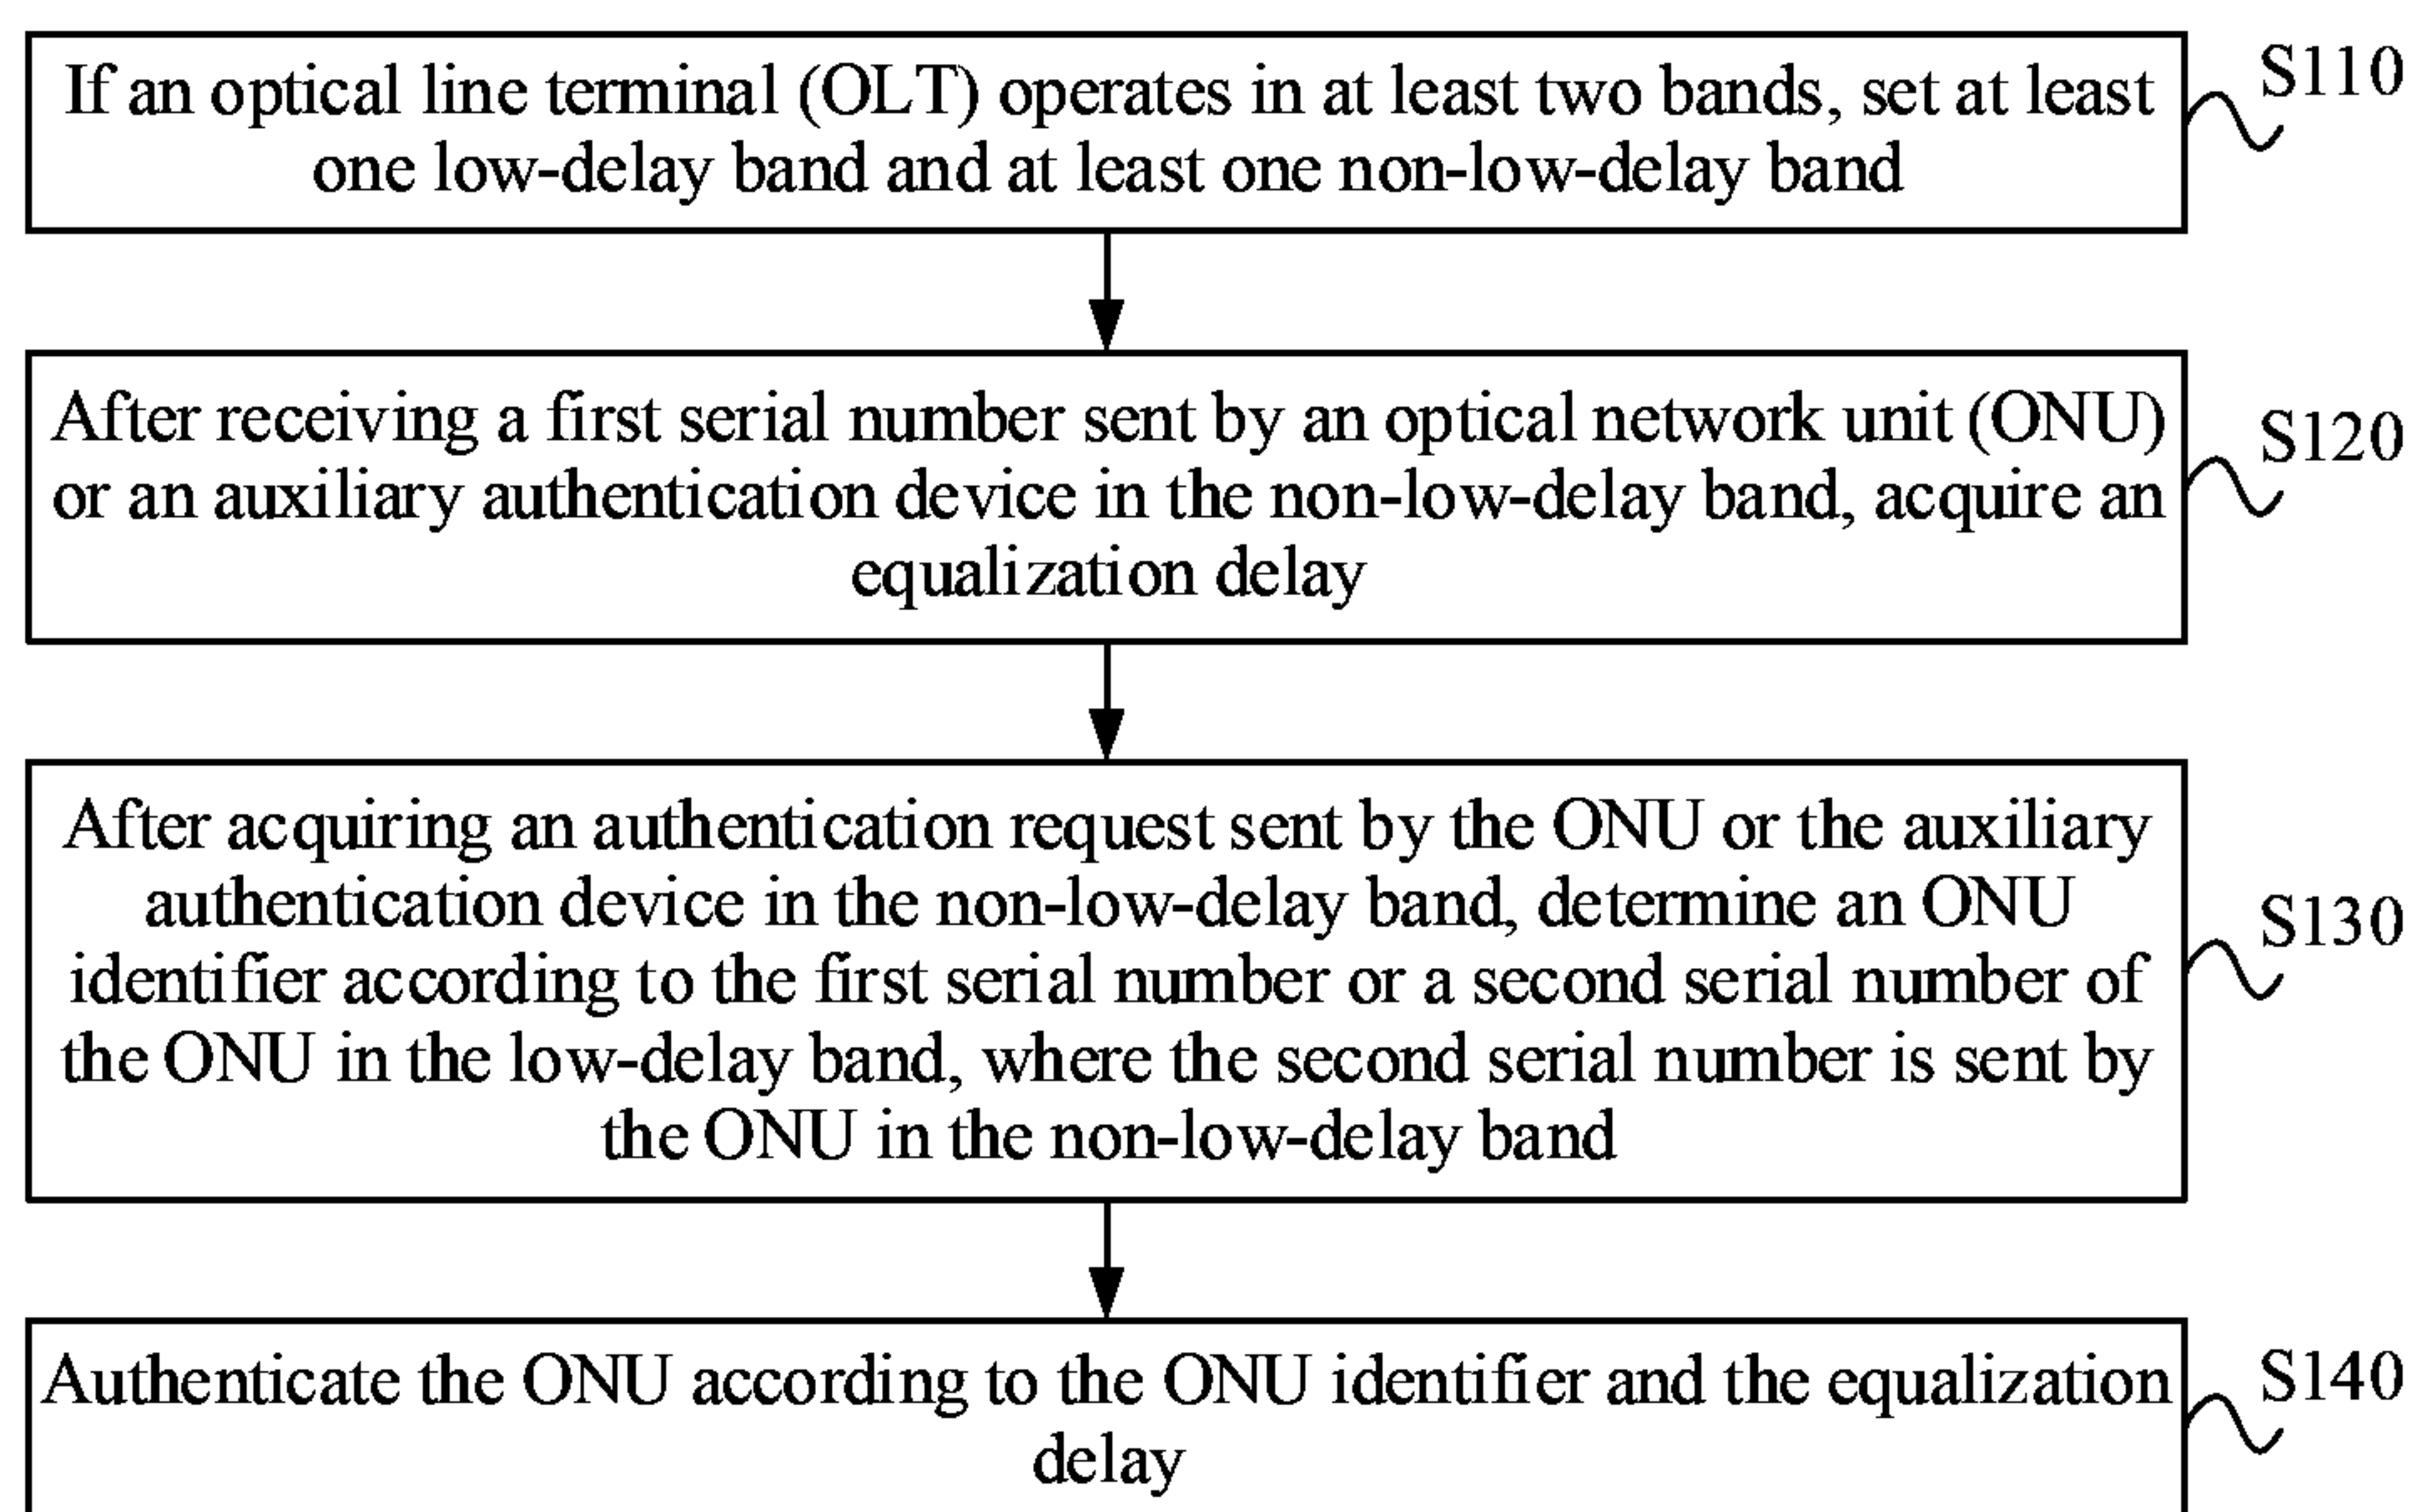 If an optical line terminal (OLT) operates in at least two bands, set at least
one low-delay band and at least one non-low-delay band
S110
After receiving a first serial number sent by an optical network unit (ONU)
or an auxiliary authentication device in the non-low-delay band, acquire an
equalization delay
S120
After acquiring an authentication request sent by the ONU or the auxiliary
authentication device in the non-low-delay band, determine an ONU
identifier according to the first serial number or a second serial number of
the ONU in the low-delay band, where the second serial number is sent by
the ONU in the non-low-delay band
S130
Authenticate the ONU according to the ONU identifier and the equalization
delay
S140